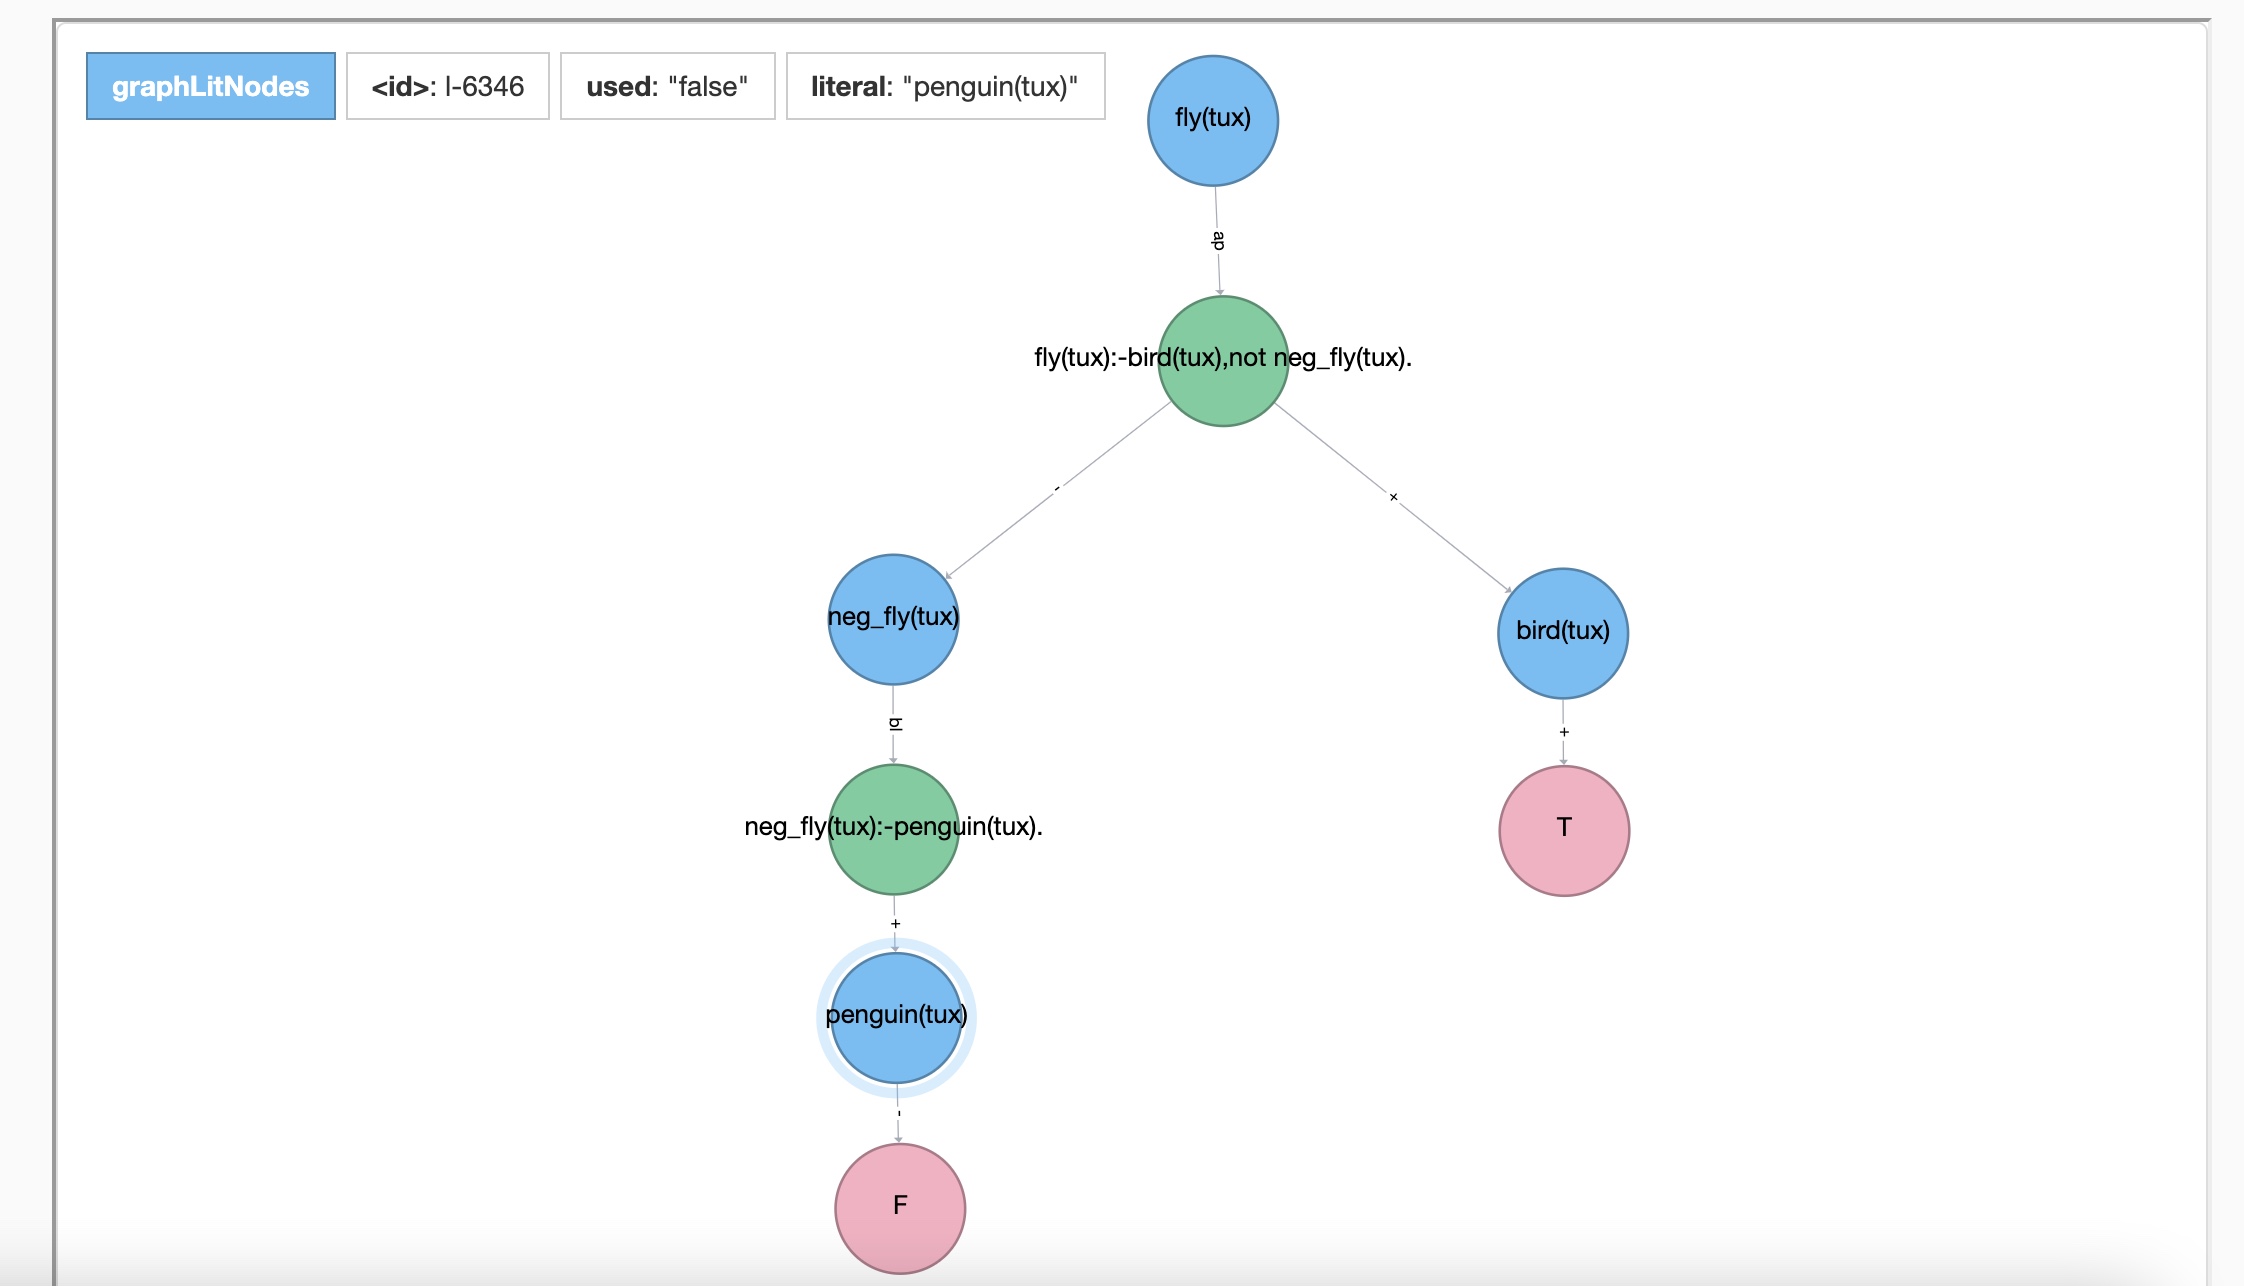 graphLitNodes <id>: l-6346 used: "false" literal: "penguin(tux)"
fly(tux)
ap
fly(tux):-bird(tux),not neg_fly(tux).
- +
neg_fly(tux) bird(tux)
bl +
neg_fly(tux):-penguin(tux). T
+
penguin(tux)
-
F